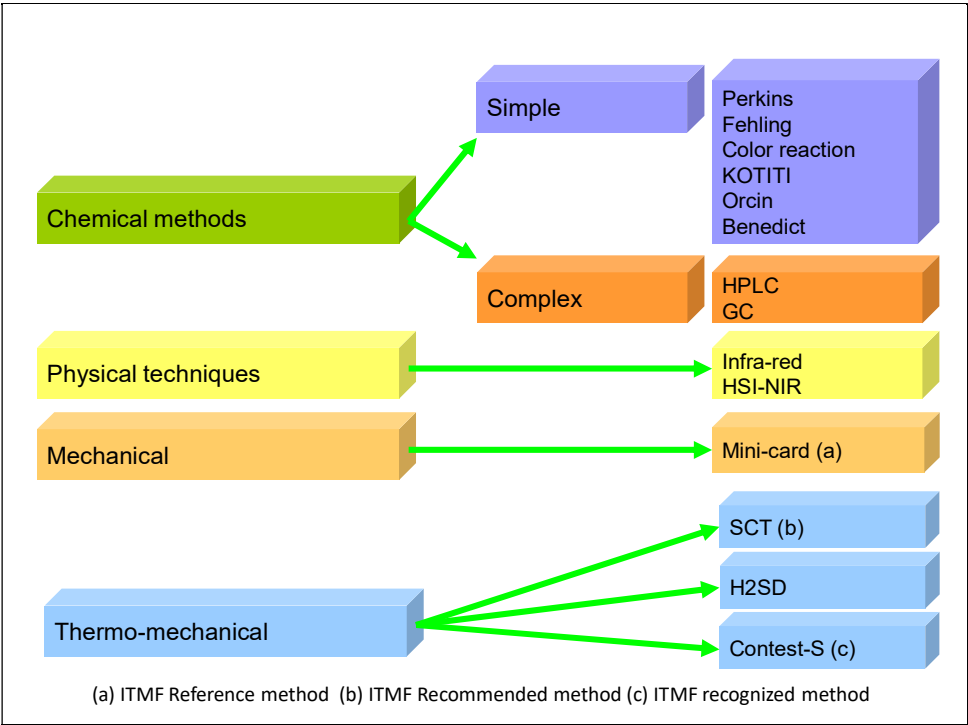 Simple
Perkins
Fehling
Color reaction
KOTITI
Orcin
Benedict
Chemical methods
Complex
HPLC
GC
Physical techniques
Infra-red
HSI-NIR
Mechanical
Mini-card (a)
SCT (b)
H2SD
Thermo-mechanical
Contest-S (c)
(a) ITMF Reference method (b) ITMF Recommended method (c) ITMF recognized method